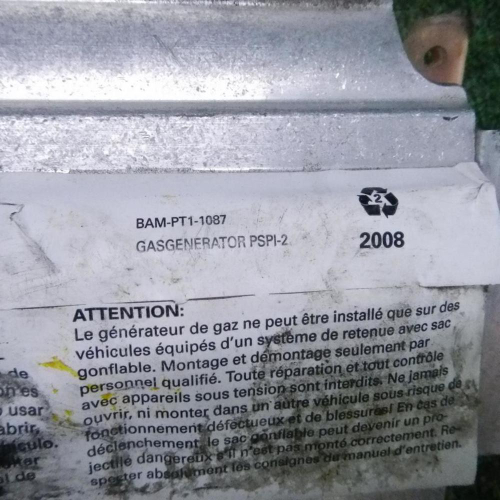 BAM-PT1-1087
GASGENERATOR PSPI-2
2
2008
ATTENTION:
Le générateur de gaz ne peut être installé que sur des
véhicules équipés d'un système de retenue avec sac
gonflable. Montage et démontage seulement par
personnel qualifié. Toute réparation et tout contrôle
avec appareils sous tension sont interdits. Ne jamais
ouvrir, ni monter dans un autre véhicule sous risque de
fonctionnement défectueux et de blessures! En cas de
déclenchement, le sac gonflable peut devenir un pro-
jectile dangereux s'il n'est pas monté correctement. Re-
specter absolument les consignes du manuel d'entretien.
de
usar